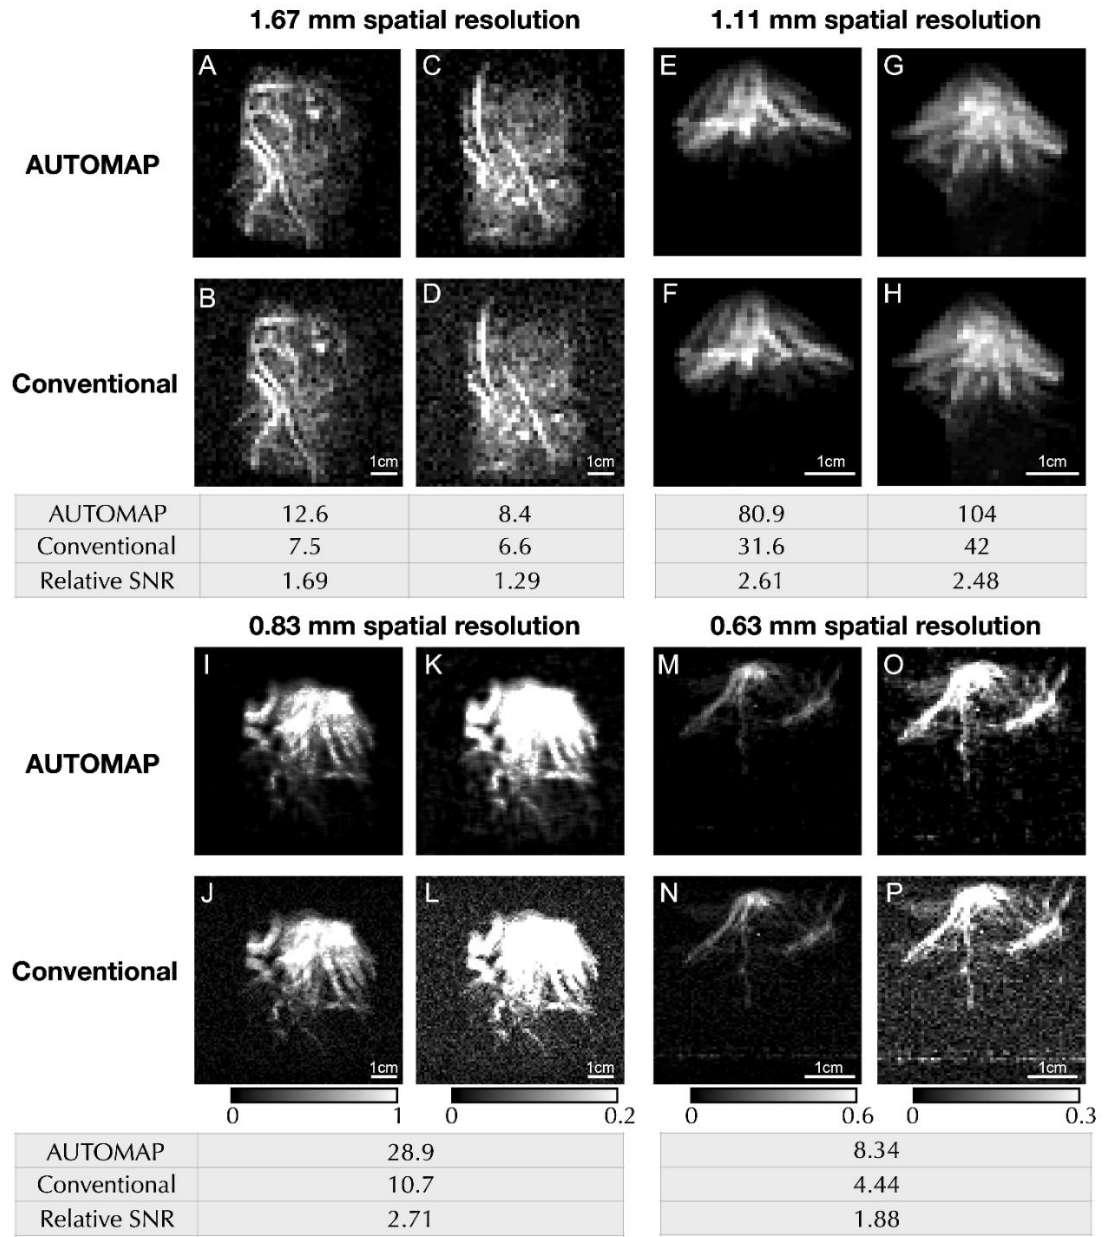 1.67 mm spatial resolution 1.11 mm spatial resolution
A C E G
AUTOMAP
B D F H
Conventional
1cm 1cm 1cm 1cm
AUTOMAP 12.6 8.4 80.9 104
Conventional 7.5 6.6 31.6 42
Relative SNR 1.69 1.29 2.61 2.48
0.83 mm spatial resolution 0.63 mm spatial resolution
I K M O
AUTOMAP
J L N P
Conventional
1cm 1cm 1cm 1cm
0 1 0 0.2 0 0.6 0 0.3
AUTOMAP 28.9 8.34
Conventional 10.7 4.44
Relative SNR 2.71 1.88